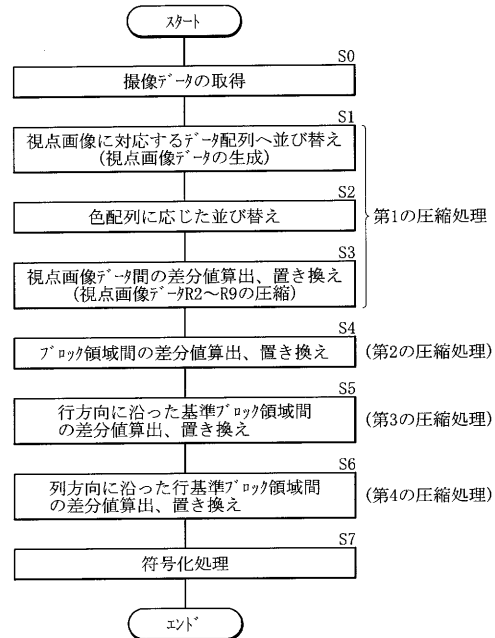 スタート
S0
撮像データの取得
S1
視点画像に対応するデータ配列へ並び替え
(視点画像データの生成)
S2
色配列に応じた並び替え
第1の圧縮処理
S3
視点画像データ間の差分値算出、置き換え
(視点画像データR2～R9の圧縮)
S4
ブロック領域間の差分値算出、置き換え
(第2の圧縮処理)
S5
行方向に沿った基準ブロック領域間
の差分値算出、置き換え
(第3の圧縮処理)
S6
列方向に沿った行基準ブロック領域間
の差分値算出、置き換え
(第4の圧縮処理)
S7
符号化処理
エンド